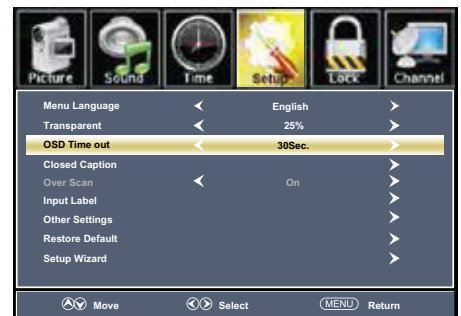 Picture Sound Time Setup Lock Channel
Menu Language English
Transparent 25%
OSD Time out 30Sec.
Closed Caption
Over Scan On
Input Label
Other Settings
Restore Default
Setup Wizard
Move Select MENU Return